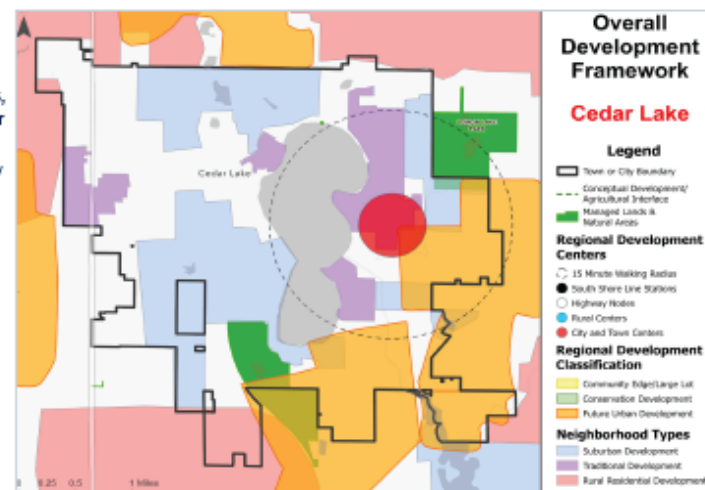 Overall
Development
Framework
Cedar Lake
Legend
Town or City Boundary
Conceptual Development/
Agricultural Interface
Managed Lands &
Natural Areas
Regional Development
Centers
15 Minute Walking Radius
South Shore Line Stations
Highway Nodes
Rural Centers
City and Town Centers
Regional Development
Classification
Community Edge/Large Lot
Conservation Development
Future Urban Development
Neighborhood Types
Suburban Development
Traditional Development
Rural Residential Development
Cedar Lake
0 0.25 0.5 1 Miles